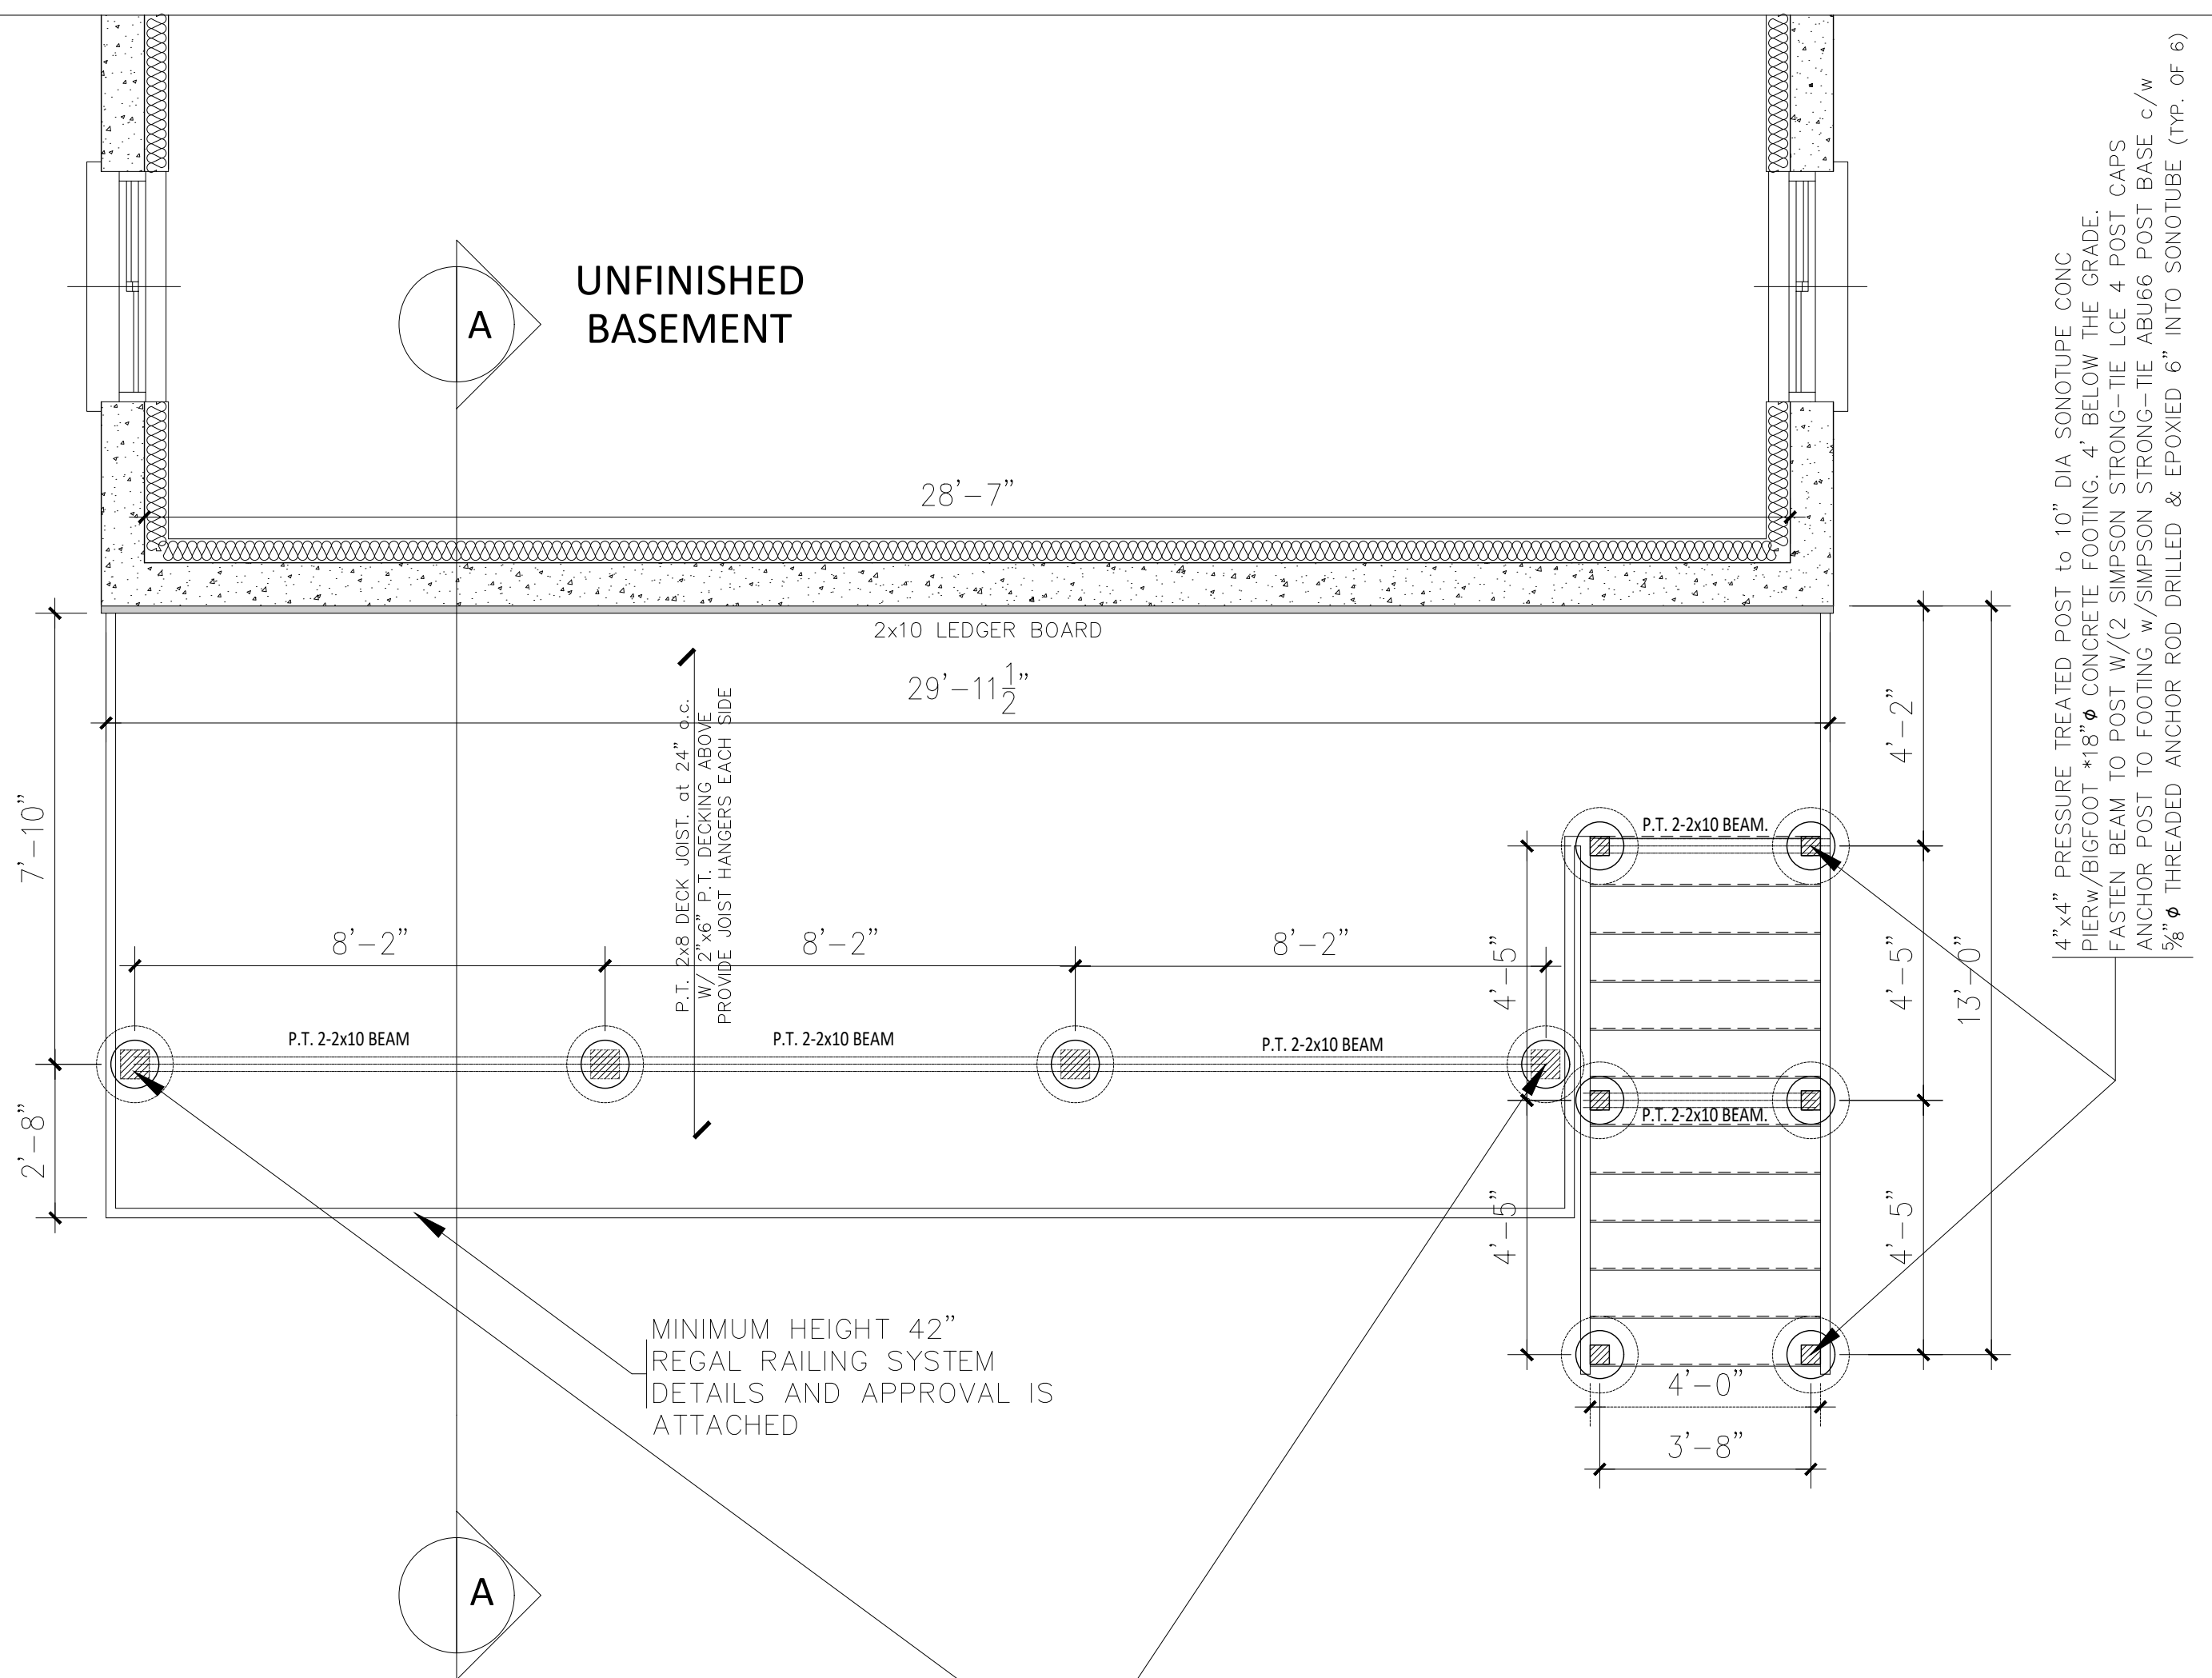 A
UNFINISHED
BASEMENT
28'-7"
2x10 LEDGER BOARD
29'-11 1/2"
7'-10"
2'-8"
P.T. 2x8 DECK JOIST. at 24" o.c.
W/ 2"x6" P.T. DECKING ABOVE
PROVIDE JOIST HANGERS EACH SIDE
8'-2"
8'-2"
8'-2"
P.T. 2-2x10 BEAM
P.T. 2-2x10 BEAM
P.T. 2-2x10 BEAM
P.T. 2-2x10 BEAM.
P.T. 2-2x10 BEAM.
4'-5"
4'-5"
4'-2"
4'-5"
4'-5"
13'-0"
4'-0"
3'-8"
MINIMUM HEIGHT 42"
REGAL RAILING SYSTEM
DETAILS AND APPROVAL IS
ATTACHED
A
4"x4" PRESSURE TREATED POST to 10" DIA SONOTUPE CONC
PIERw/BIGFOOT *18"ø CONCRETE FOOTING. 4' BELOW THE GRADE.
FASTEN BEAM TO POST W/(2 SIMPSON STRONG-TIE LCE 4 POST CAPS
ANCHOR POST TO FOOTING w/SIMPSON STRONG-TIE ABU66 POST BASE c/w
5/8"ø THREADED ANCHOR ROD DRILLED & EPOXIED 6" INTO SONOTUBE (TYP. OF 6)